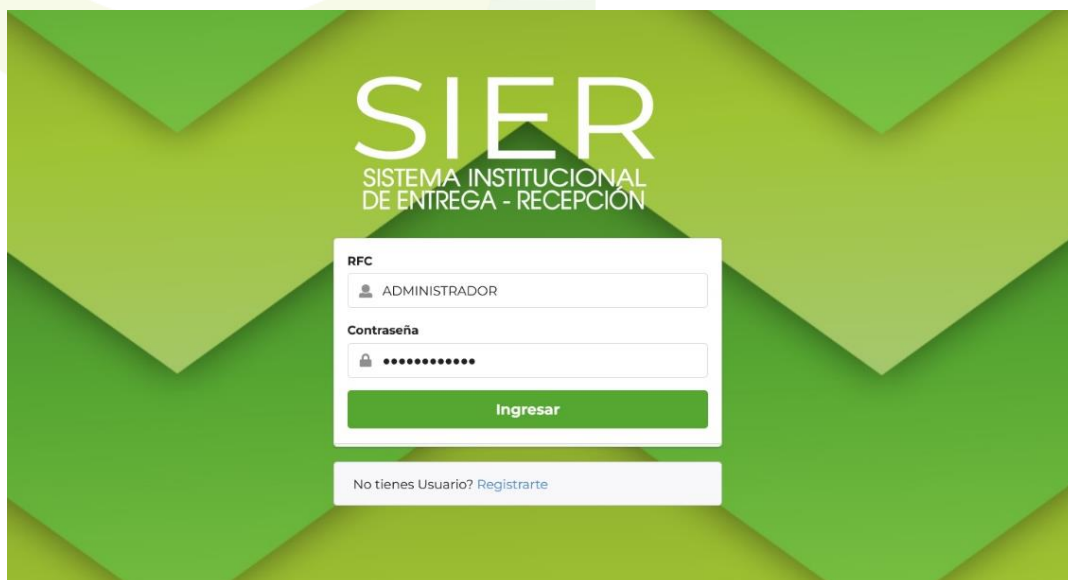 SIER
SISTEMA INSTITUCIONAL
DE ENTREGA - RECEPCIÓN
RFC
ADMINISTRADOR
Contraseña
••••••••••••
Ingresar
No tienes Usuario? Registrarte